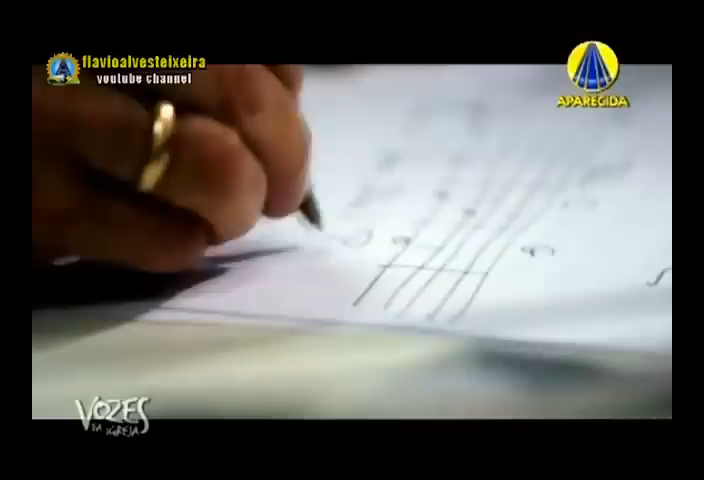 flavioalvesteixeira
youtube channel
APARECIDA
VOZES
DA IGREJA